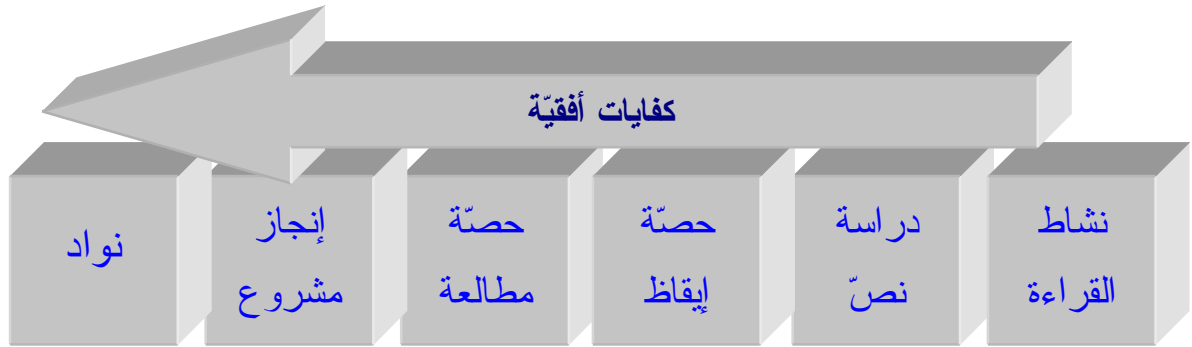 كفايات أفقيّة
نشاط
القراءة
دراسة
نصّ
حصّة
إيقاظ
حصّة
مطالعة
إنجاز
مشروع
نواد